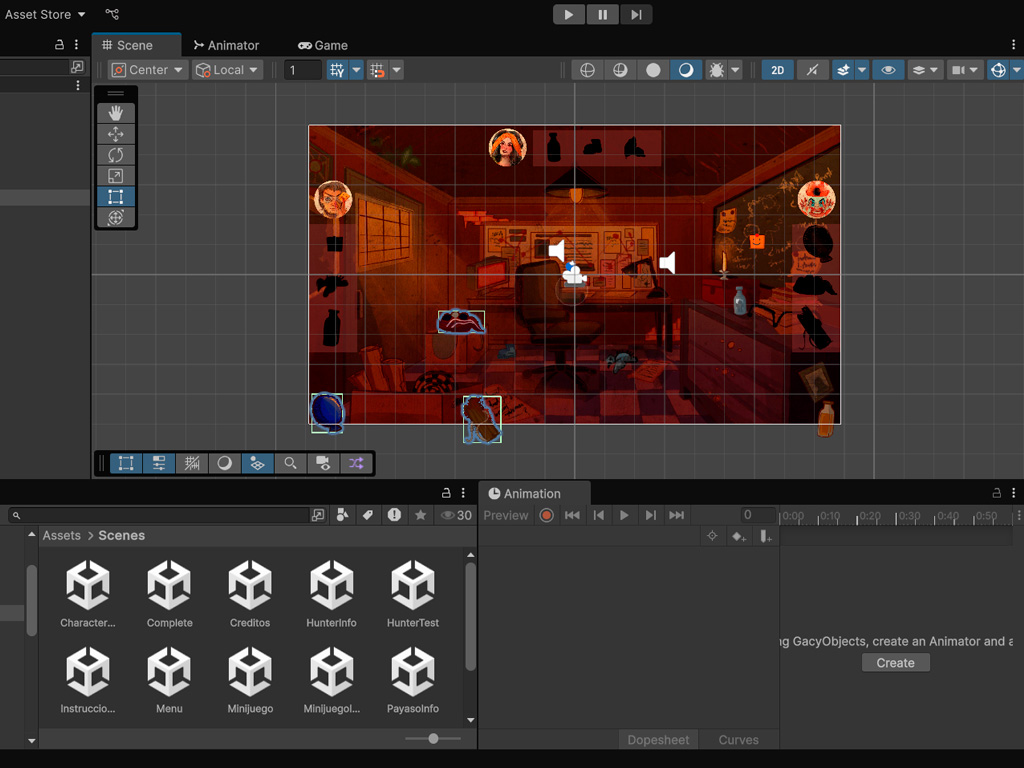 Asset Store
Scene
Animator
Game
Center
Local
1
2D
Animation
30
Preview
0
0:00
0:10
0:20
0:30
0:40
0:50
Assets > Scenes
Character...
Complete
Creditos
HunterInfo
HunterTest
Instruccio...
Menu
Minijuego
Minijuegol...
PayasoInfo
GacyObjects, create an Animator and
Create
Dopesheet
Curves